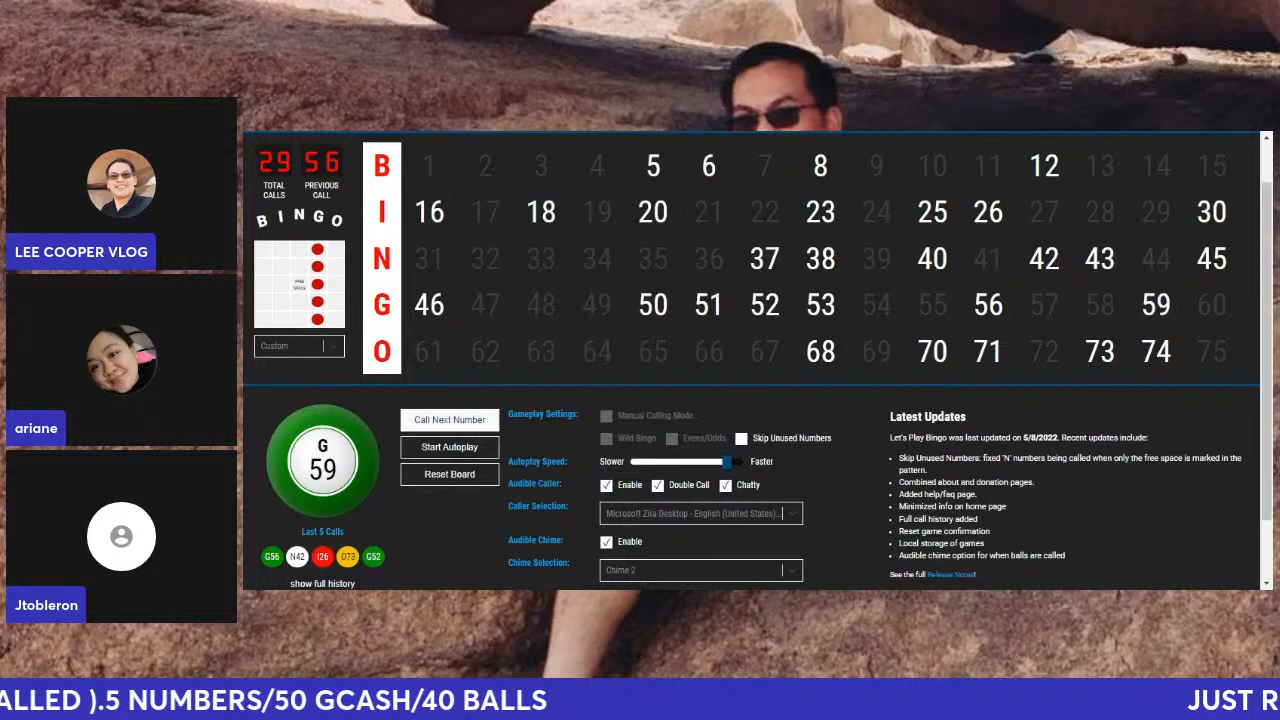 29 56
TOTAL CALLS PREVIOUS CALL
B I N G O
FREE SPACE
Custom
B 1 2 3 4 5 6 7 8 9 10 11 12 13 14 15
I 16 17 18 19 20 21 22 23 24 25 26 27 28 29 30
N 31 32 33 34 35 36 37 38 39 40 41 42 43 44 45
G 46 47 48 49 50 51 52 53 54 55 56 57 58 59 60
O 61 62 63 64 65 66 67 68 69 70 71 72 73 74 75
LEE COOPER VLOG
ariane
Jtobleron
G
59
Last 5 Calls
G56 N42 I26 O73 G52
show full history
Call Next Number
Start Autoplay
Reset Board
Gameplay Settings: Manual Calling Mode
Wild Bingo Evens/Odds Skip Unused Numbers
Autoplay Speed: Slower Faster
Audible Caller: Enable Double Call Chatty
Caller Selection: Microsoft Zira Desktop - English (United States)...
Audible Chime: Enable
Chime Selection: Chime 2
Latest Updates
Let's Play Bingo was last updated on 5/8/2022. Recent updates include:
Skip Unused Numbers: fixed 'N' numbers being called when only the free space is marked in the
pattern.
Combined about and donation pages.
Added help/faq page.
Minimized info on home page
Full call history added
Reset game confirmation
Local storage of games
Audible chime option for when balls are called
See the full Release Notes!
ALLED ).5 NUMBERS/50 GCASH/40 BALLS JUST R